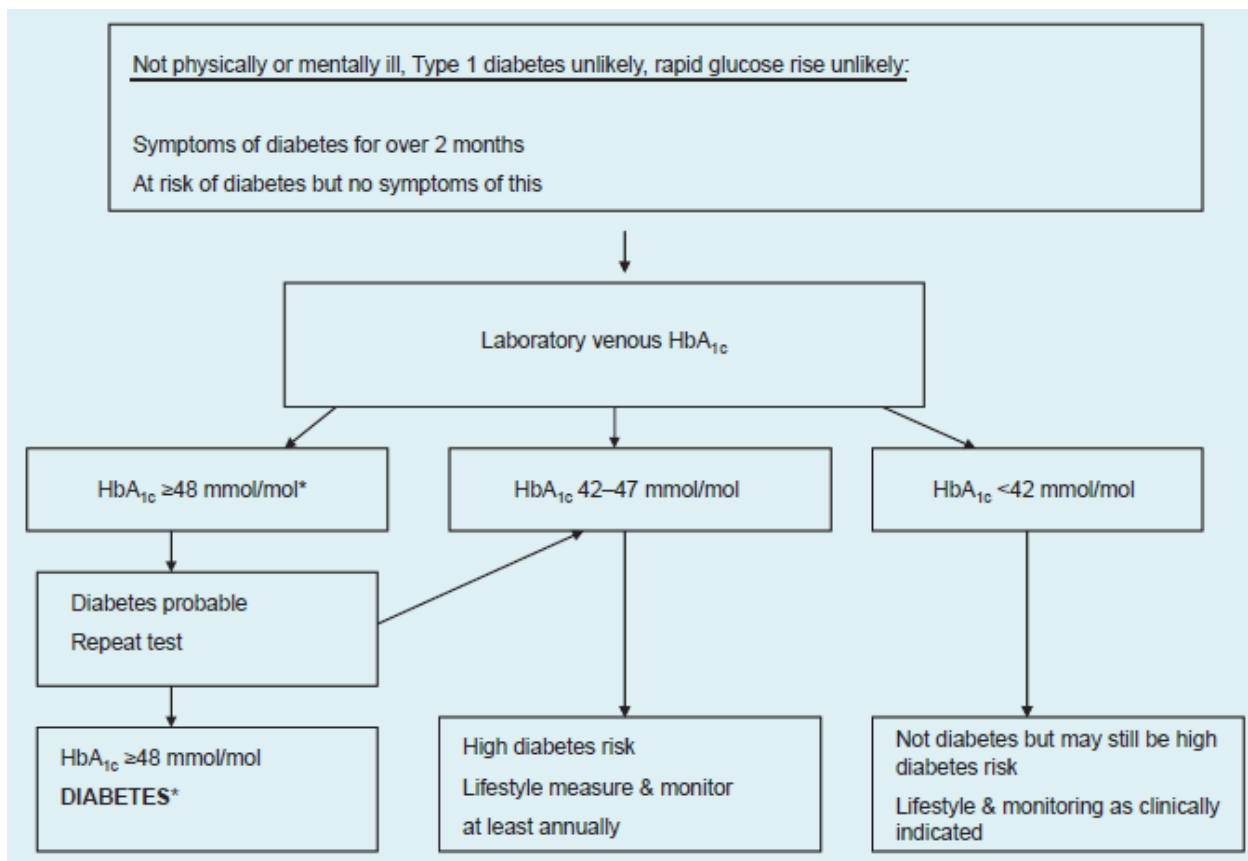 Not physically or mentally ill, Type 1 diabetes unlikely, rapid glucose rise unlikely:
Symptoms of diabetes for over 2 months
At risk of diabetes but no symptoms of this
Laboratory venous HbA1c
HbA1c ≥48 mmol/mol*
HbA1c 42–47 mmol/mol
HbA1c <42 mmol/mol
Diabetes probable
Repeat test
HbA1c ≥48 mmol/mol
DIABETES*
High diabetes risk
Lifestyle measure & monitor
at least annually
Not diabetes but may still be high
diabetes risk
Lifestyle & monitoring as clinically
indicated